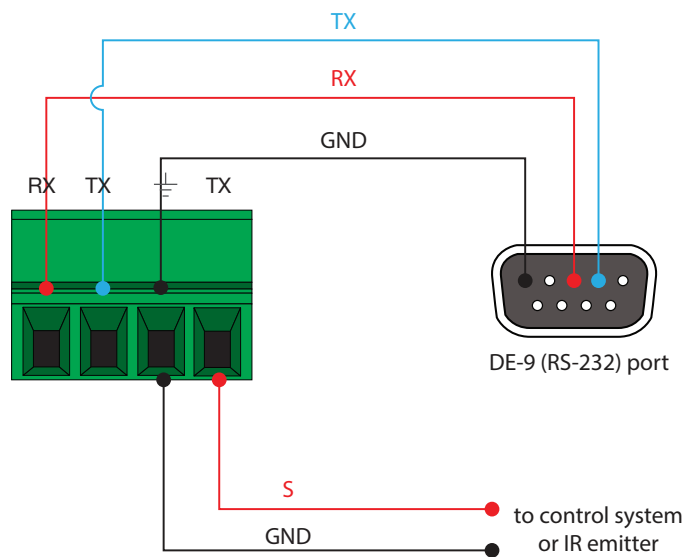 TX
RX
GND
RX TX TX
DE-9 (RS-232) port
S
to control system
or IR emitter
GND